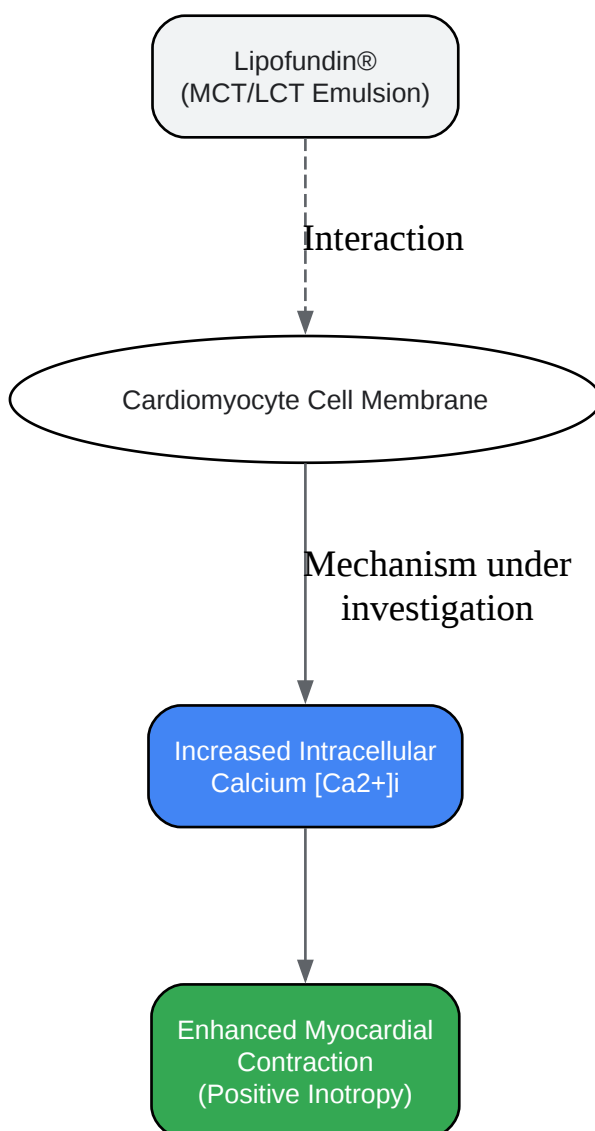 Lipofundin®
(MCT/LCT Emulsion)
Interaction
Cardiomyocyte Cell Membrane
Mechanism under
investigation
Increased Intracellular
Calcium [Ca2+]i
Enhanced Myocardial
Contraction
(Positive Inotropy)